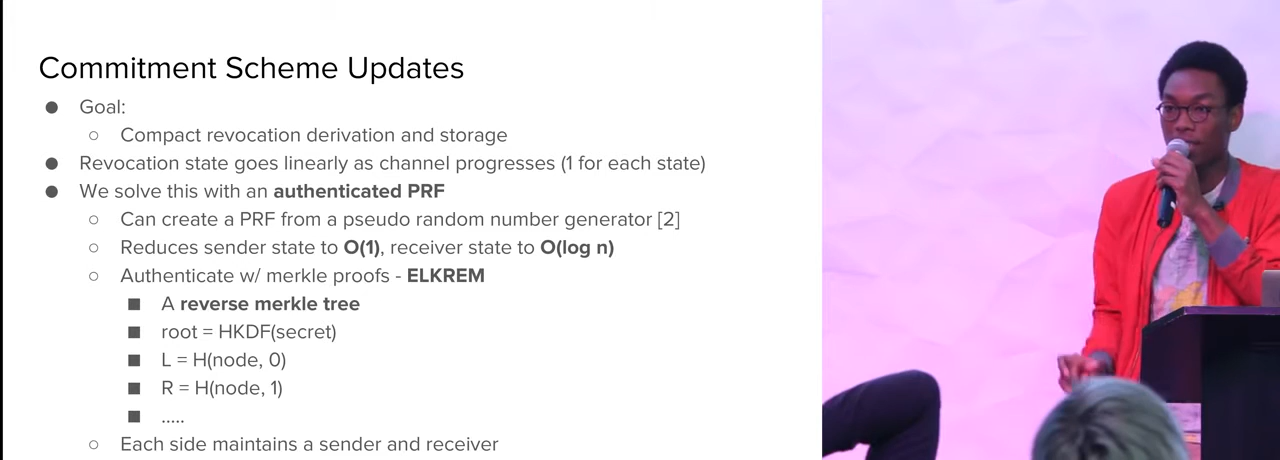 Commitment Scheme Updates
● Goal:
○ Compact revocation derivation and storage
● Revocation state goes linearly as channel progresses (1 for each state)
● We solve this with an authenticated PRF
○ Can create a PRF from a pseudo random number generator [2]
○ Reduces sender state to O(1), receiver state to O(log n)
○ Authenticate w/ merkle proofs - ELKREM
■ A reverse merkle tree
■ root = HKDF(secret)
■ L = H(node, 0)
■ R = H(node, 1)
■ .....
○ Each side maintains a sender and receiver